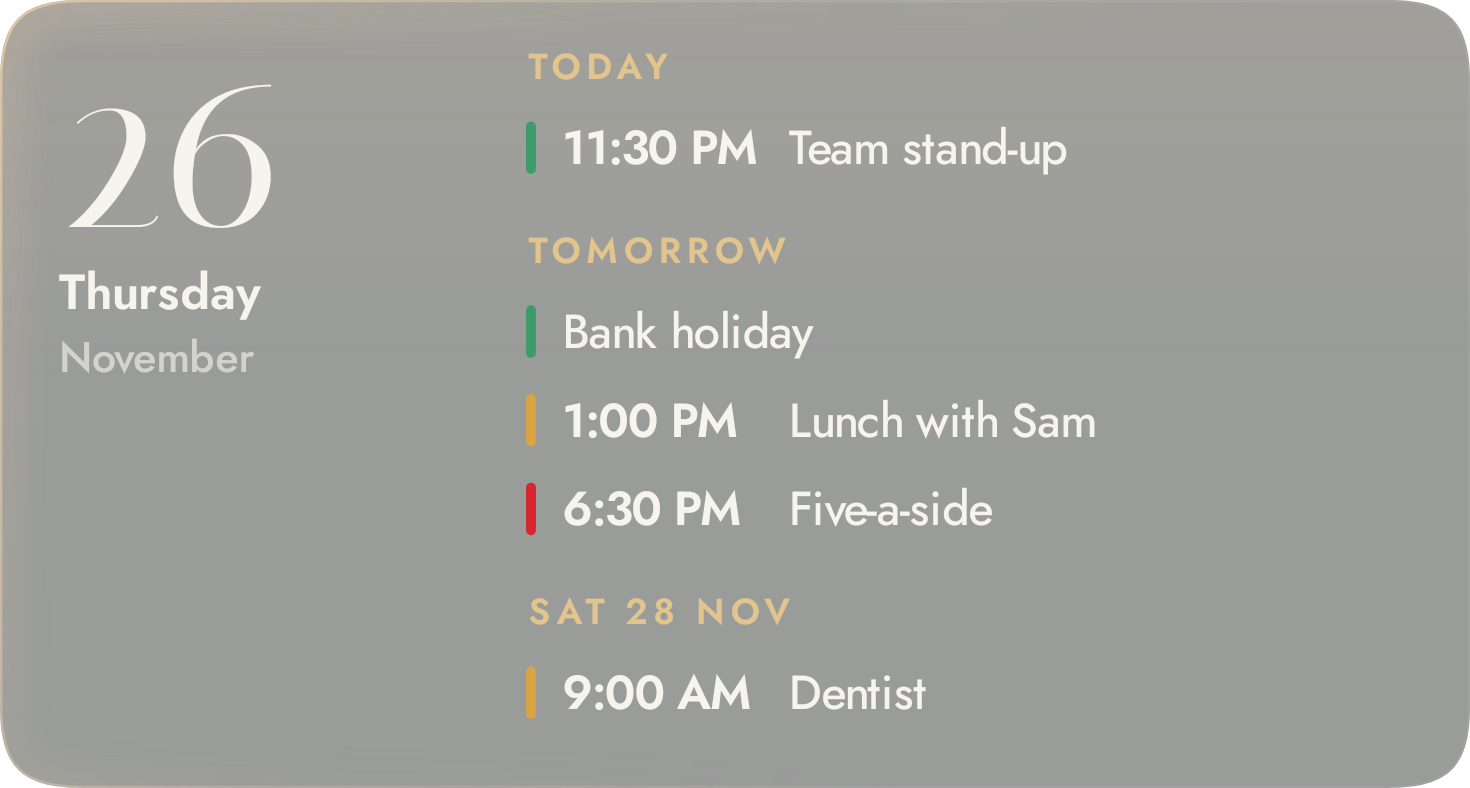 26
Thursday
November
TODAY
11:30 PM Team stand-up
TOMORROW
Bank holiday
1:00 PM Lunch with Sam
6:30 PM Five-a-side
SAT 28 NOV
9:00 AM Dentist